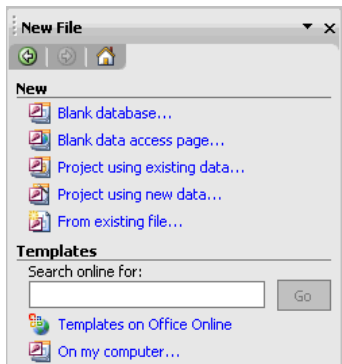 New File
New
Blank database...
Blank data access page...
Project using existing data...
Project using new data...
From existing file...
Templates
Search online for:
Go
Templates on Office Online
On my computer...